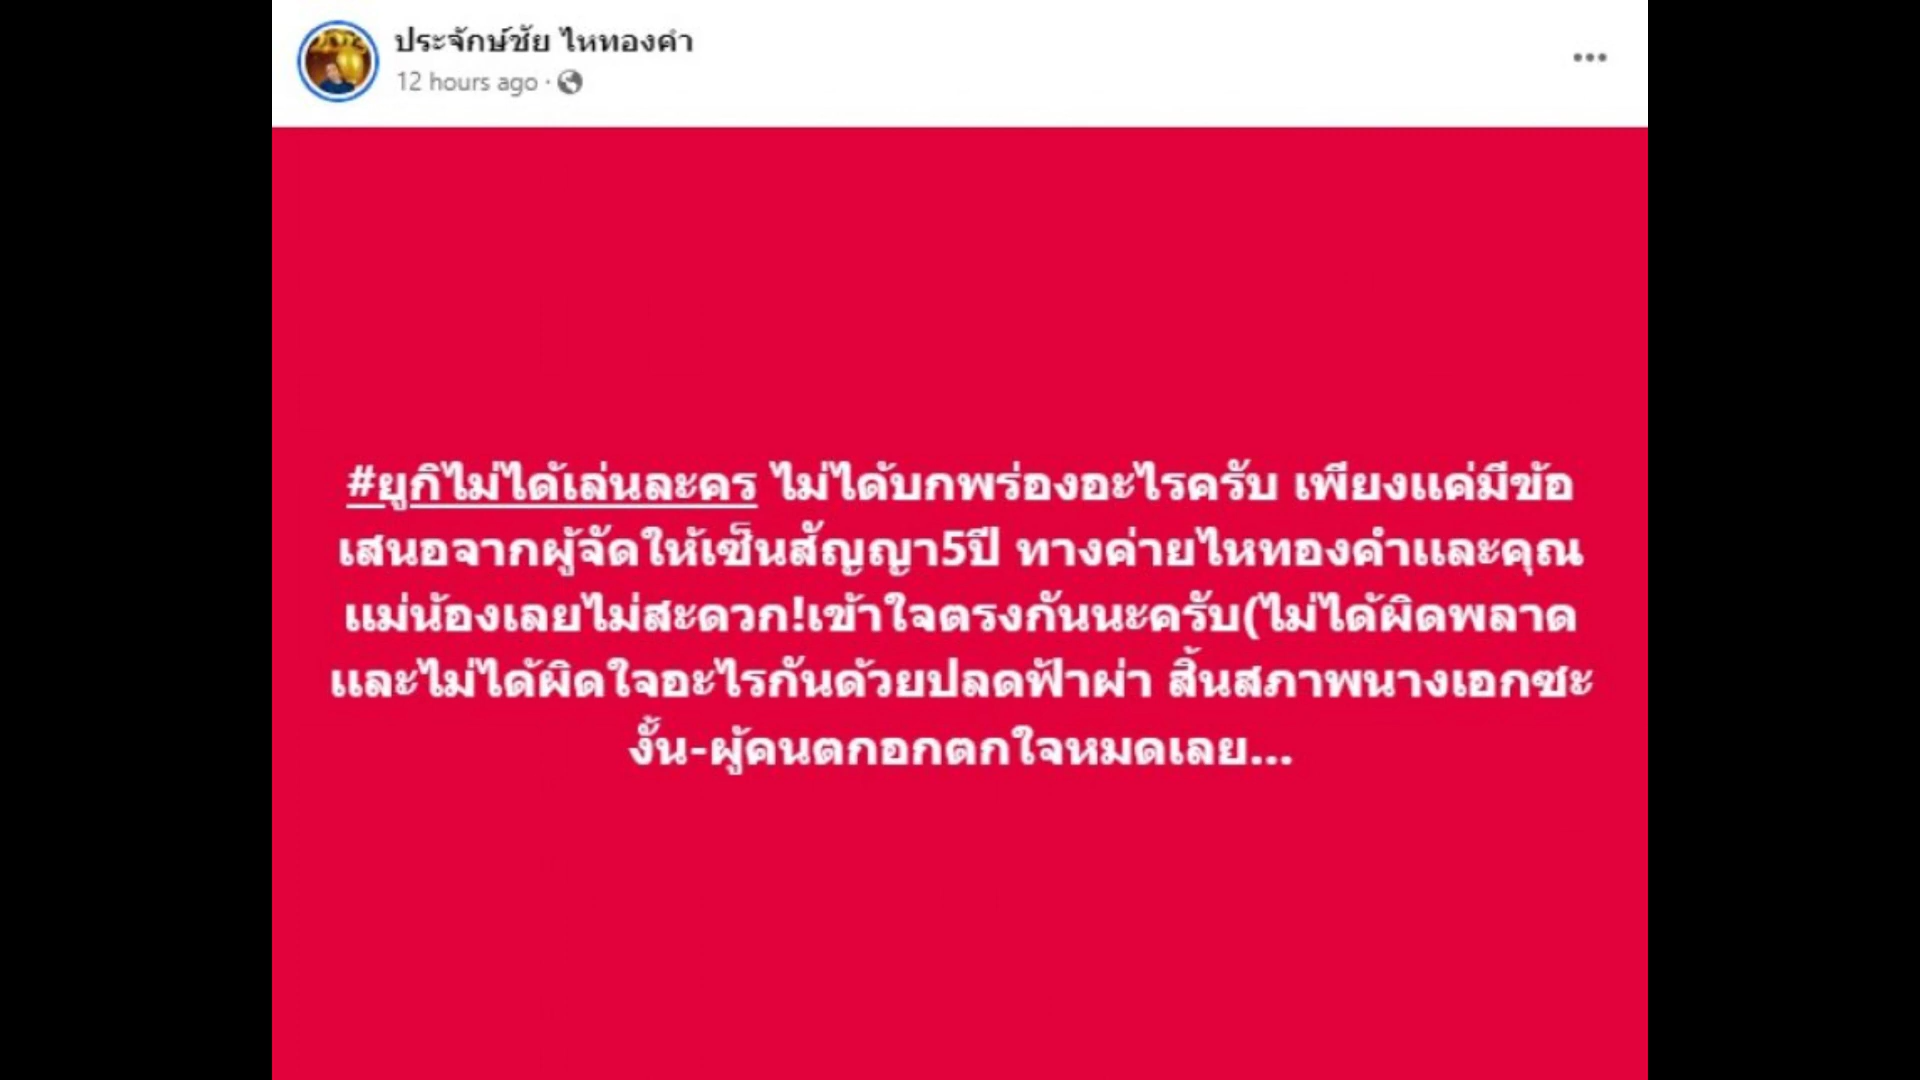 ประจักษ์ชัย ไหทองคำ
12 hours ago ·
#ยูกิไม่ได้เล่นละคร ไม่ได้บกพร่องอะไรครับ เพียงแค่มีข้อ
เสนอจากผู้จัดให้เซ็นสัญญา5ปี ทางค่ายไหทองคำและคุณ
แม่น้องเลยไม่สะดวก!เข้าใจตรงกันนะครับ(ไม่ได้ผิดพลาด
และไม่ได้ผิดใจอะไรกันด้วยปลดฟ้าผ่า สิ้นสภาพนางเอกซะ
งั้น-ผู้คนตกอกตกใจหมดเลย...